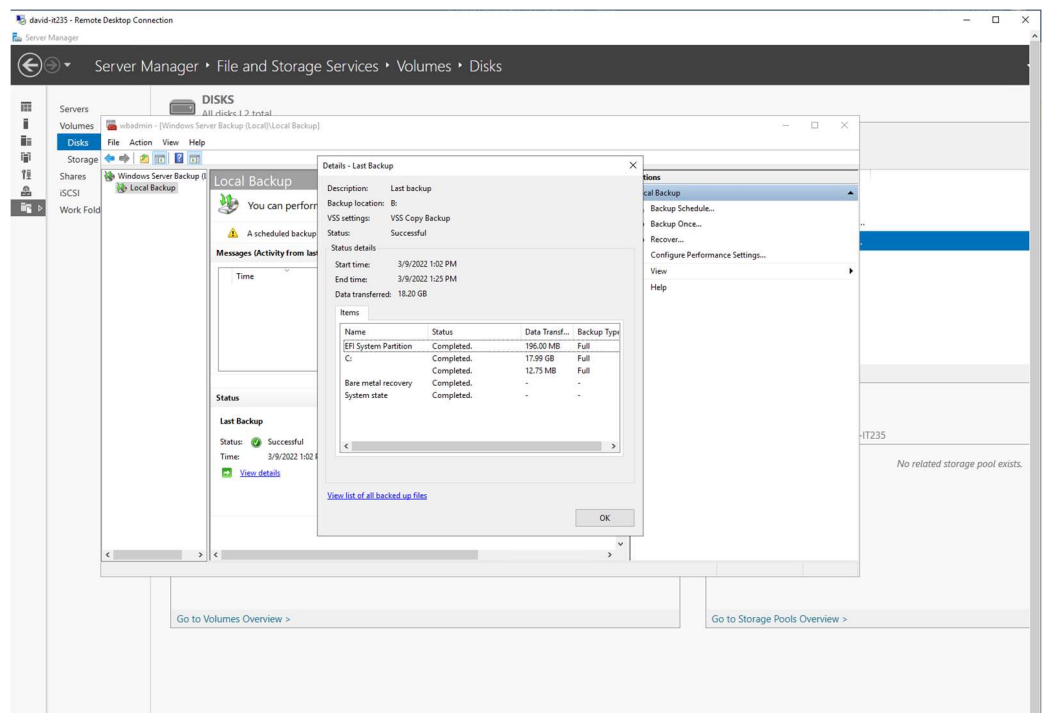 david-it235 - Remote Desktop Connection
Server Manager
Server Manager • File and Storage Services • Volumes • Disks
Servers
Volumes
Disks
Storage
Shares
iSCSI
Work Fold
DISKS
All disks | 2 total
wbadmin - [Windows Server Backup (Local)\Local Backup]
File Action View Help
Windows Server Backup (L
Local Backup
Local Backup
You can perforr
A scheduled backup
Messages (Activity from last
Time
Status
Last Backup
Status: Successful
Time: 3/9/2022 1:02 P
View details
Details - Last Backup
Description: Last backup
Backup location: B:
VSS settings: VSS Copy Backup
Status: Successful
Status details
Start time: 3/9/2022 1:02 PM
End time: 3/9/2022 1:25 PM
Data transferred: 18.20 GB
Items
Name Status Data Transf... Backup Type
EFI System Partition Completed. 196.00 MB Full
C: Completed. 17.99 GB Full
Completed. 12.75 MB Full
Bare metal recovery Completed. - -
System state Completed. - -
View list of all backed up files
OK
tions
cal Backup
Backup Schedule...
Backup Once...
Recover...
Configure Performance Settings...
View
Help
-IT235
No related storage pool exists.
Go to Volumes Overview >
Go to Storage Pools Overview >